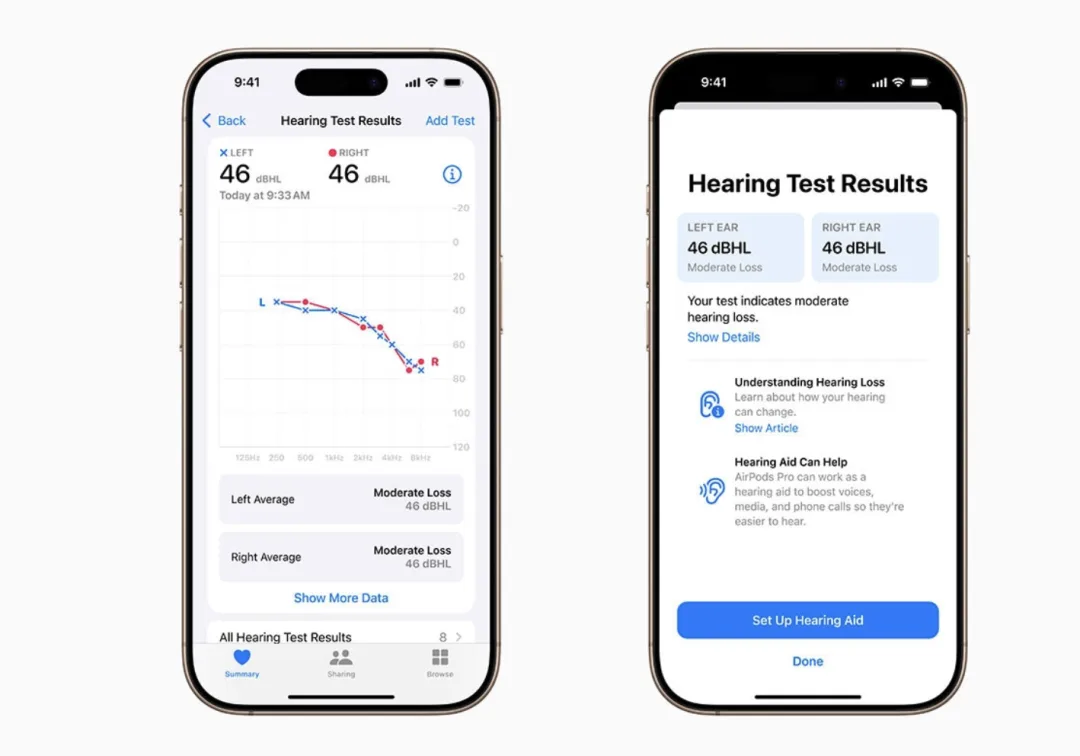 9:41
Back
Hearing Test Results
Add Test
LEFT
RIGHT
46 dBHL
46 dBHL
Today at 9:33 AM
-20
0
20
40
60
80
100
120
L
R
125Hz 250 500 1kHz 2kHz 4kHz 8kHz
Left Average
Moderate Loss
46 dBHL
Right Average
Moderate Loss
46 dBHL
Show More Data
All Hearing Test Results
8
Summary
Sharing
Browse
9:41
Hearing Test Results
LEFT EAR
46 dBHL
Moderate Loss
RIGHT EAR
46 dBHL
Moderate Loss
Your test indicates moderate
hearing loss.
Show Details
Understanding Hearing Loss
Learn about how your hearing
can change.
Show Article
Hearing Aid Can Help
AirPods Pro can work as a
hearing aid to boost voices,
media, and phone calls so they're
easier to hear.
Set Up Hearing Aid
Done